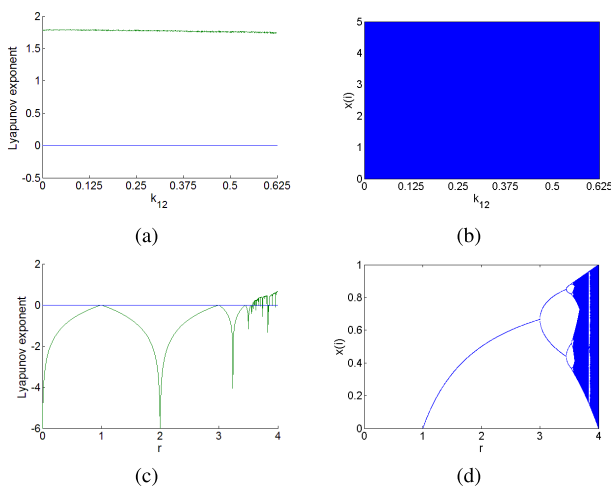 2
1.5
1
0.5
0
-0.5
Lyapunov exponent
0 0.125 0.25 0.375 0.5 0.625
k12
(a)
5
4
3
2
1
0
x(i)
0 0.125 0.25 0.375 0.5 0.625
k12
(b)
2
0
-2
-4
-6
Lyapunov exponent
0 1 2 3 4
r
(c)
1
0.8
0.6
0.4
0.2
0
x(i)
0 1 2 3 4
r
(d)